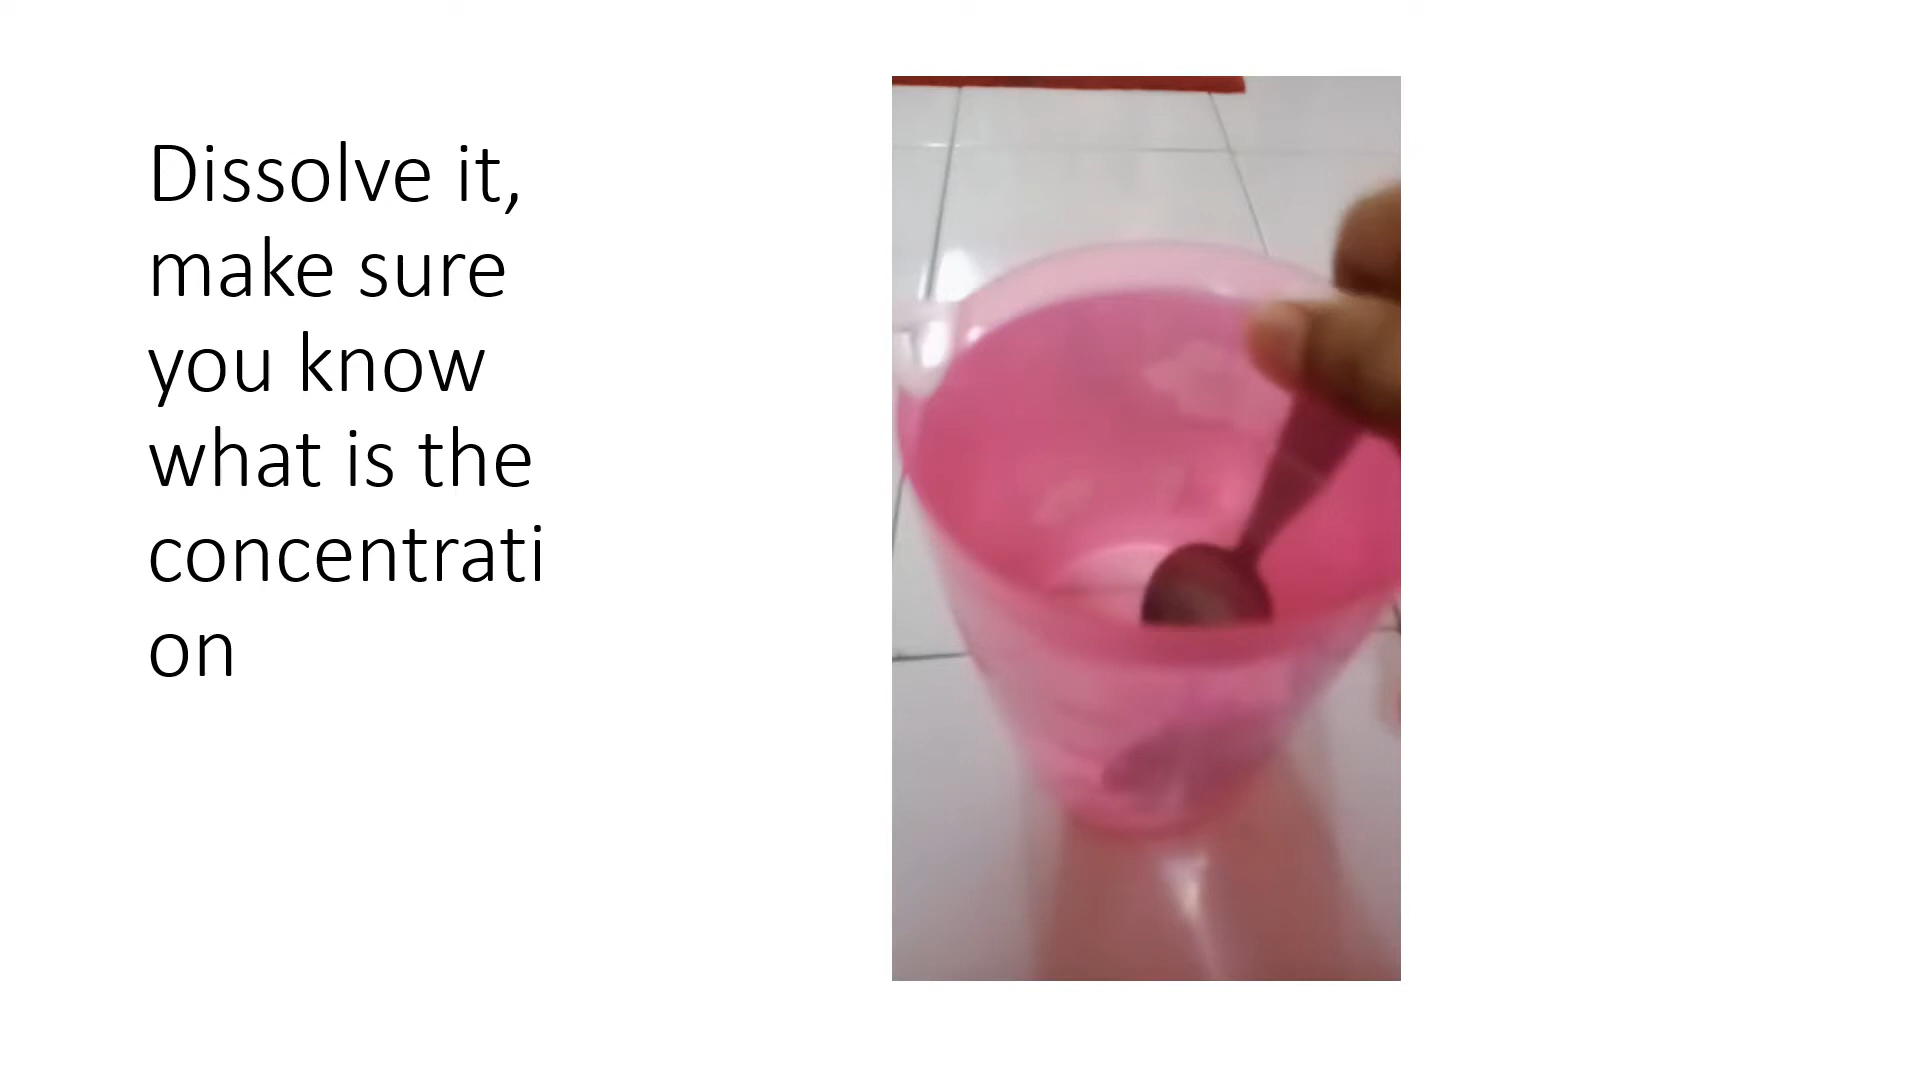 Dissolve it,
make sure
you know
what is the
concentrati
on